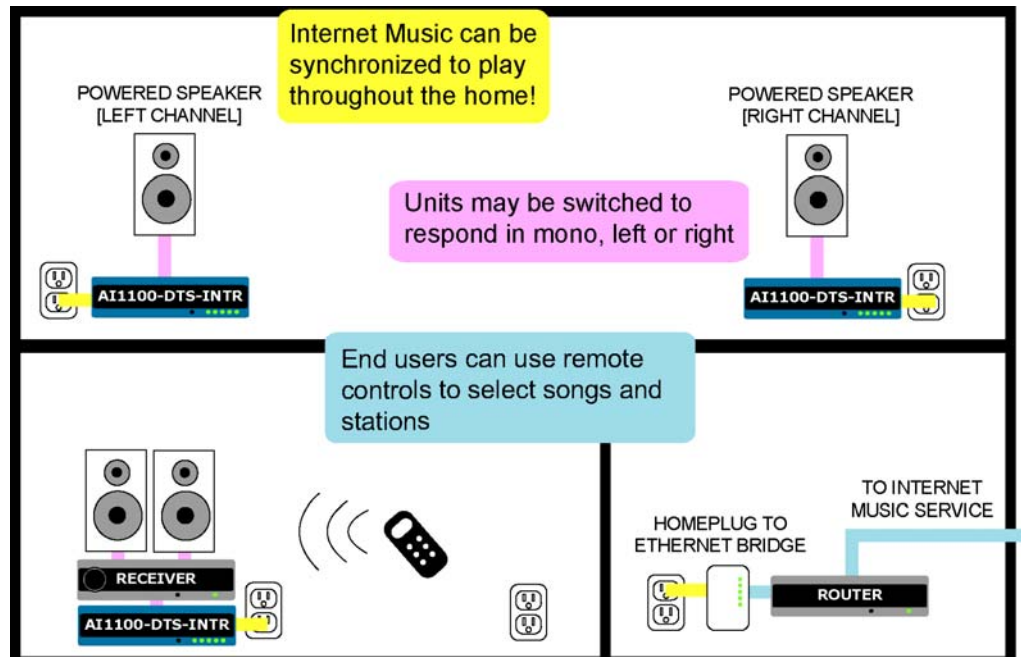 Internet Music can be
synchronized to play
throughout the home!
POWERED SPEAKER
[LEFT CHANNEL]
POWERED SPEAKER
[RIGHT CHANNEL]
Units may be switched to
respond in mono, left or right
AI1100-DTS-INTR
AI1100-DTS-INTR
End users can use remote
controls to select songs and
stations
RECEIVER
AI1100-DTS-INTR
TO INTERNET
MUSIC SERVICE
HOMEPLUG TO
ETHERNET BRIDGE
ROUTER